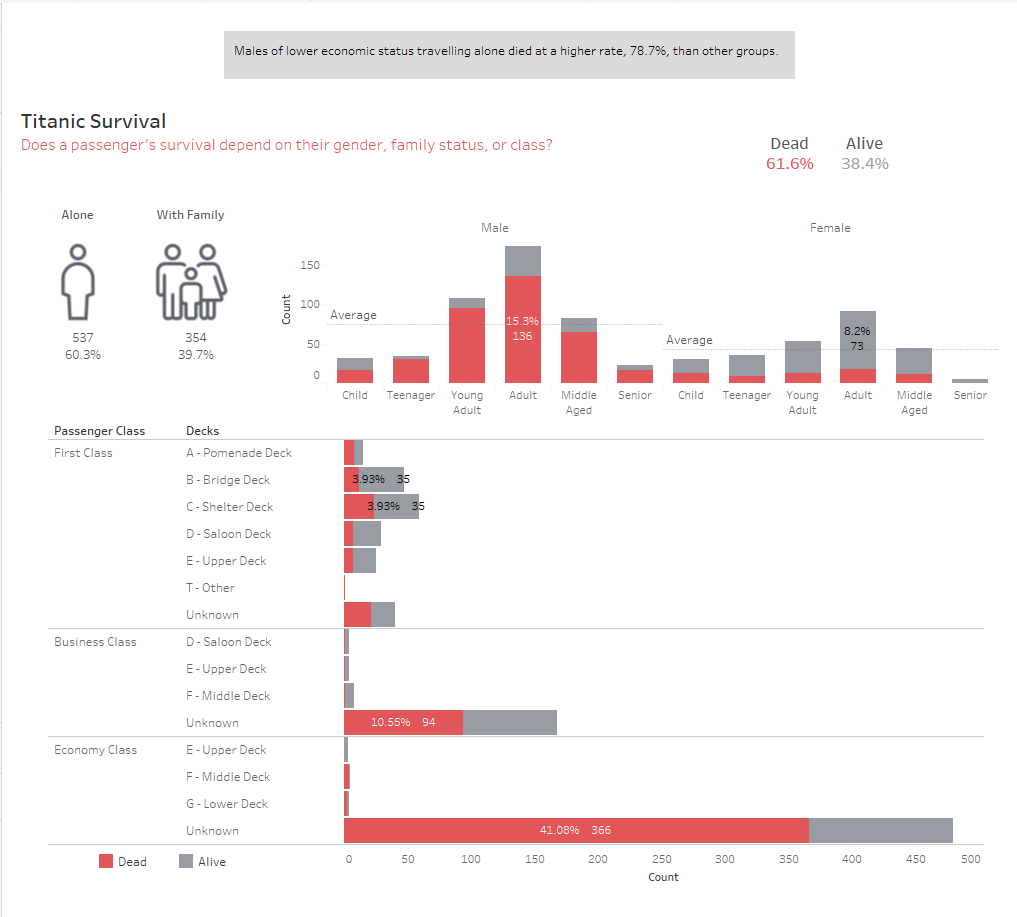 Males of lower economic status travelling alone died at a higher rate, 78.7%, than other groups.
Titanic Survival
Does a passenger's survival depend on their gender, family status, or class?
Dead Alive
61.6% 38.4%
Alone With Family
537 354
60.3% 39.7%
Male Female
Count
150
100
50
0
Average
15.3%
136
Average
8.2%
73
Child Teenager Young Adult Adult Middle Aged Senior Child Teenager Young Adult Adult Middle Aged Senior
Passenger Class Decks
First Class A - Pomenade Deck
B - Bridge Deck 3.93% 35
C - Shelter Deck 3.93% 35
D - Saloon Deck
E - Upper Deck
T - Other
Unknown
Business Class D - Saloon Deck
E - Upper Deck
F - Middle Deck
Unknown 10.55% 94
Economy Class E - Upper Deck
F - Middle Deck
G - Lower Deck
Unknown 41.08% 366
Dead Alive
0 50 100 150 200 250 300 350 400 450 500
Count